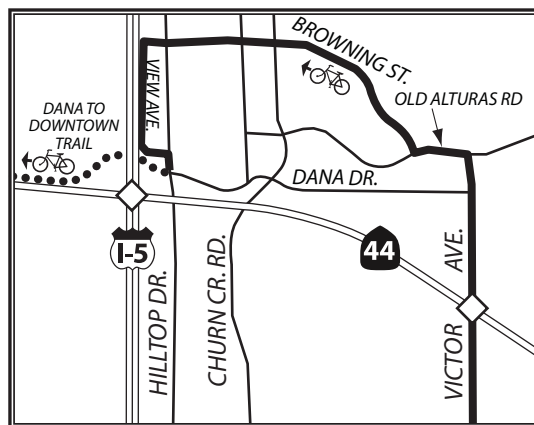 BROWNING ST.
VIEW AVE.
OLD ALTURAS RD
DANA TO
DOWNTOWN
TRAIL
DANA DR.
I-5
44
HILLTOP DR.
CHURN CR. RD.
VICTOR AVE.